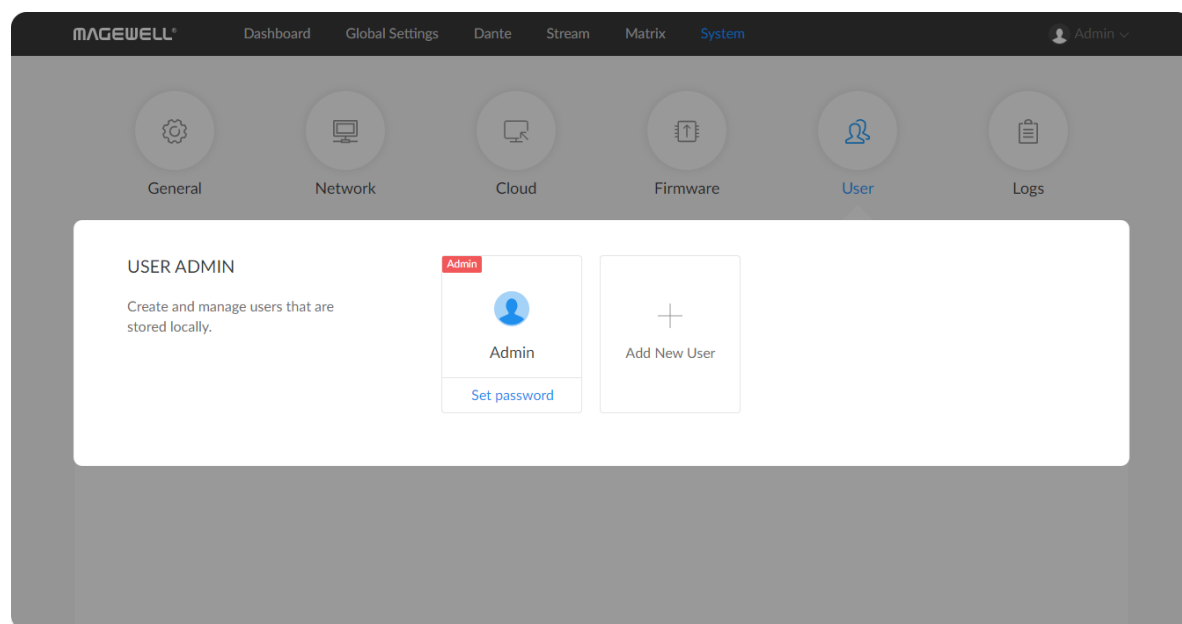 MAGEWELL®
Dashboard Global Settings Dante Stream Matrix System Admin
General Network Cloud Firmware User Logs
USER ADMIN
Create and manage users that are
stored locally.
Admin
Admin
Set password
Add New User